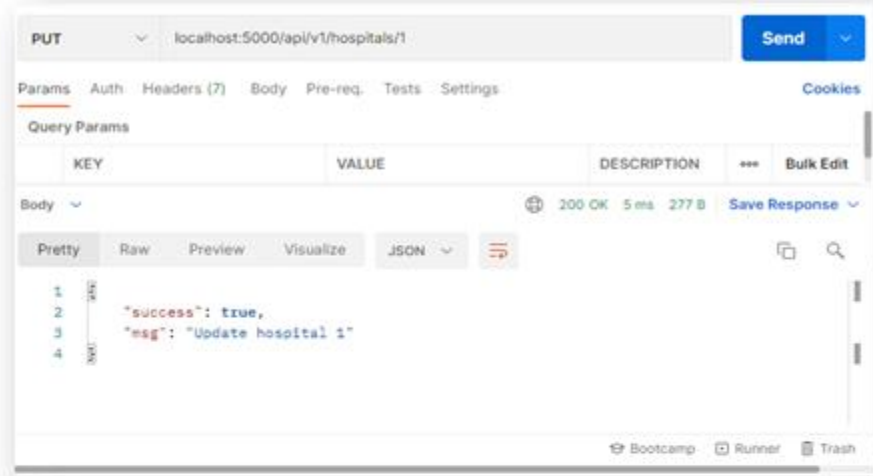 PUT localhost:5000/api/v1/hospitals/1 Send
Params Auth Headers (7) Body Pre-req. Tests Settings Cookies
Query Params
KEY VALUE DESCRIPTION ••• Bulk Edit
Body 200 OK 5 ms 277 B Save Response
Pretty Raw Preview Visualize JSON
1 {
2 "success": true,
3 "msg": "Update hospital 1"
4 }
Bootcamp Runner Trash